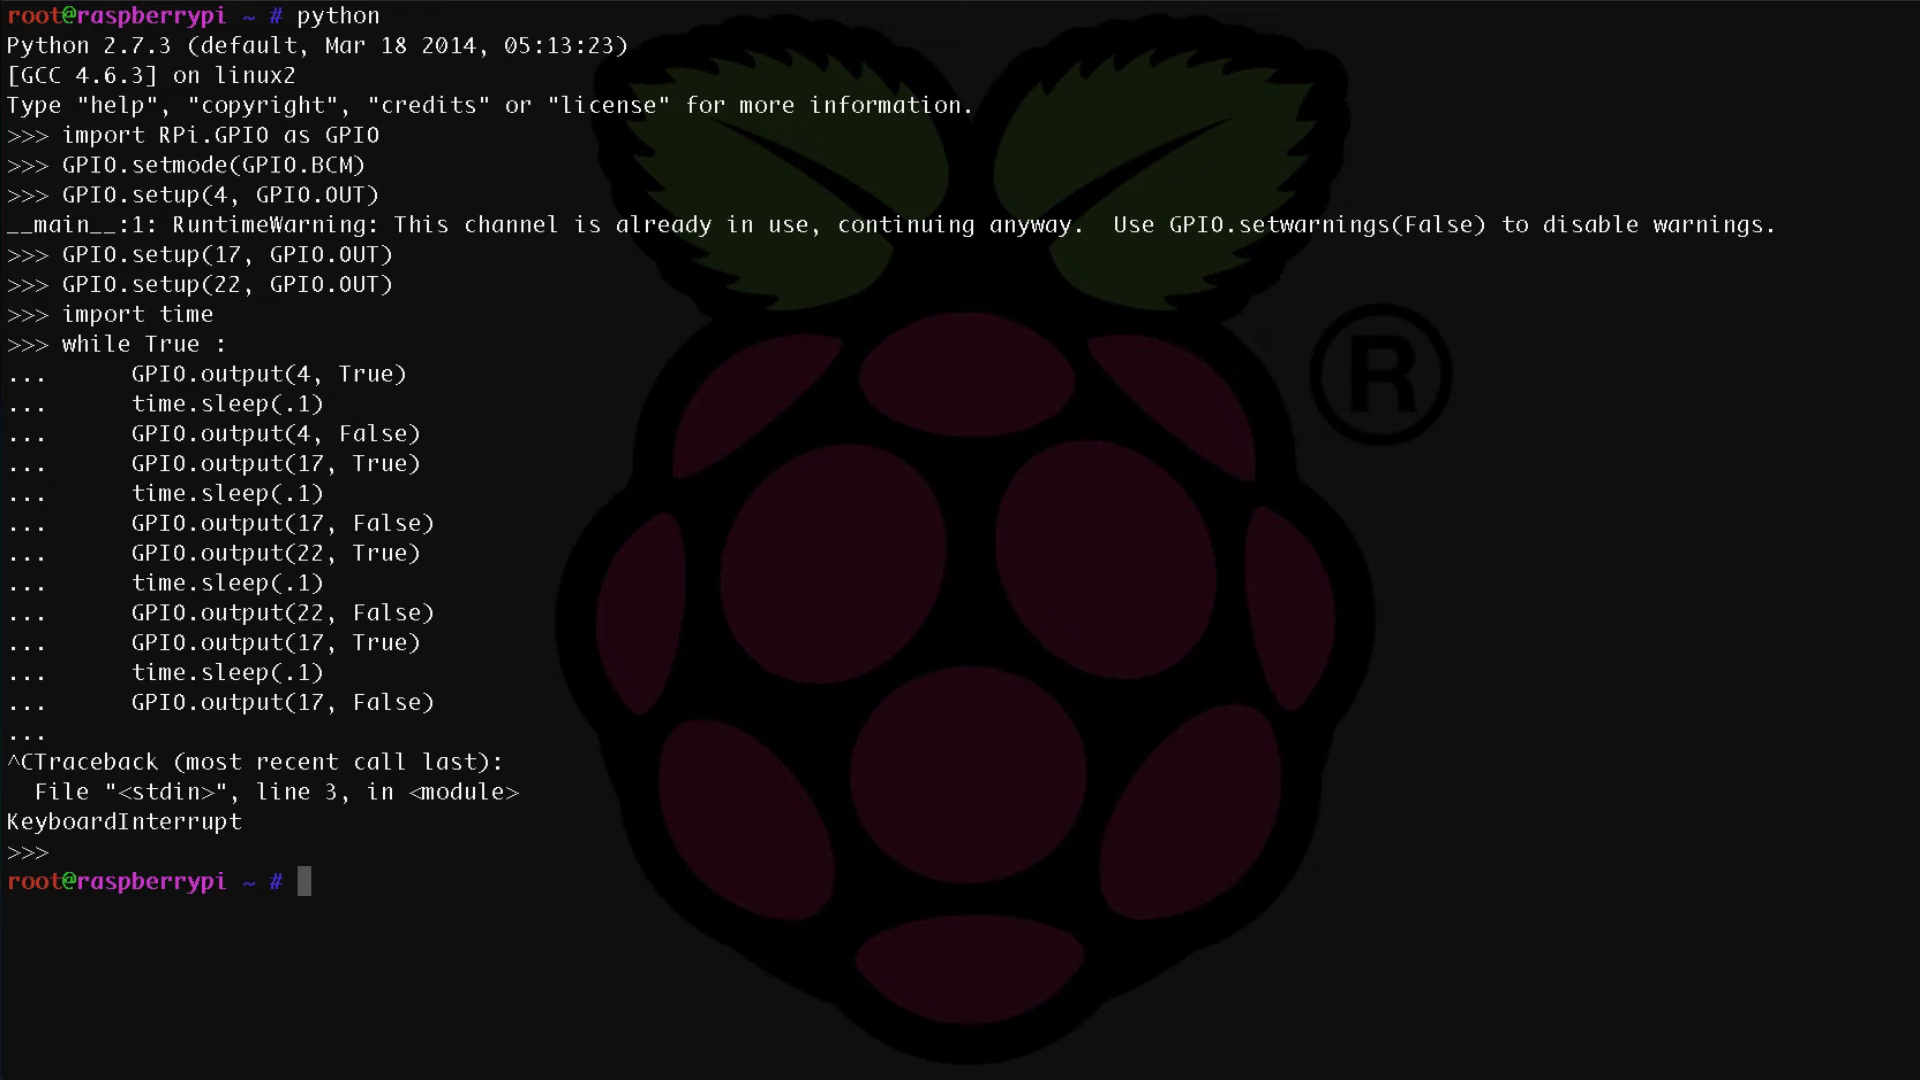 root@raspberrypi ~ # python
Python 2.7.3 (default, Mar 18 2014, 05:13:23)
[GCC 4.6.3] on linux2
Type "help", "copyright", "credits" or "license" for more information.
>>> import RPi.GPIO as GPIO
>>> GPIO.setmode(GPIO.BCM)
>>> GPIO.setup(4, GPIO.OUT)
__main__:1: RuntimeWarning: This channel is already in use, continuing anyway.  Use GPIO.setwarnings(False) to disable warnings.
>>> GPIO.setup(17, GPIO.OUT)
>>> GPIO.setup(22, GPIO.OUT)
>>> import time
>>> while True :
...      GPIO.output(4, True)
...      time.sleep(.1)
...      GPIO.output(4, False)
...      GPIO.output(17, True)
...      time.sleep(.1)
...      GPIO.output(17, False)
...      GPIO.output(22, True)
...      time.sleep(.1)
...      GPIO.output(22, False)
...      GPIO.output(17, True)
...      time.sleep(.1)
...      GPIO.output(17, False)
...
^CTraceback (most recent call last):
  File "<stdin>", line 3, in <module>
KeyboardInterrupt
>>>
root@raspberrypi ~ #
®